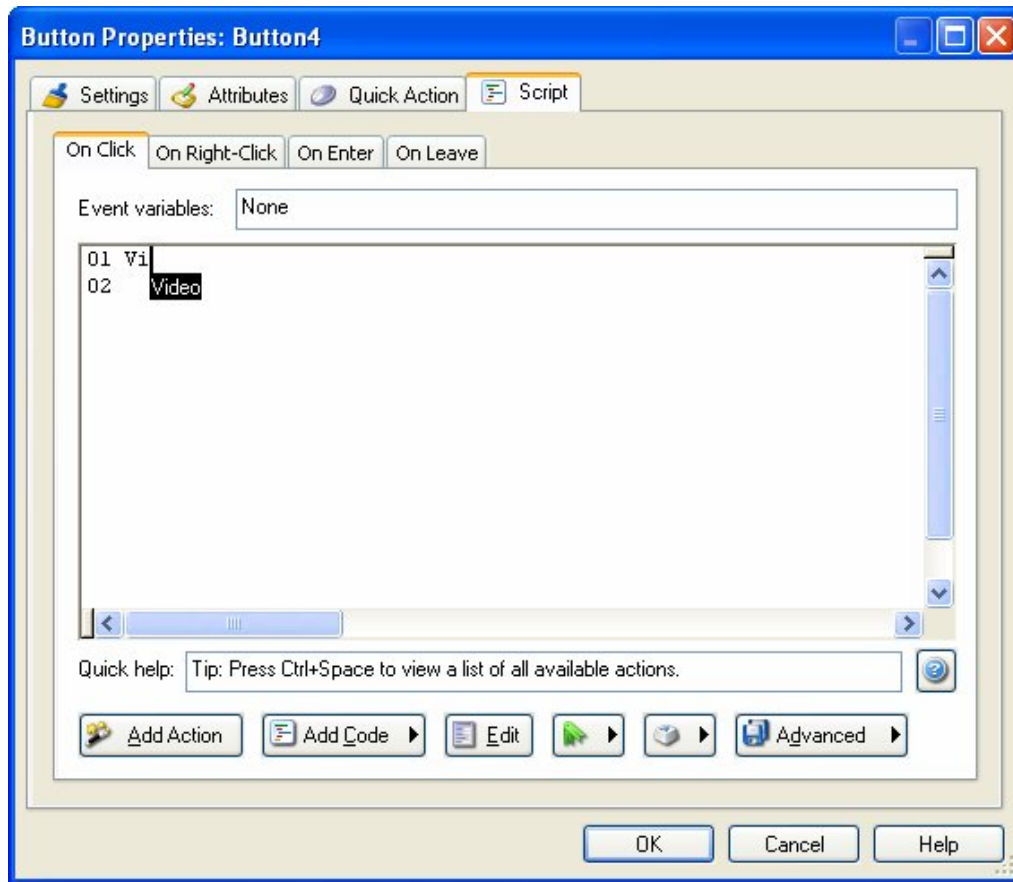 Button Properties: Button4
Settings Attributes Quick Action Script
On Click On Right-Click On Enter On Leave
Event variables: None
01 Vi
02 Video
Quick help: Tip: Press Ctrl+Space to view a list of all available actions.
Add Action Add Code Edit Advanced
OK Cancel Help